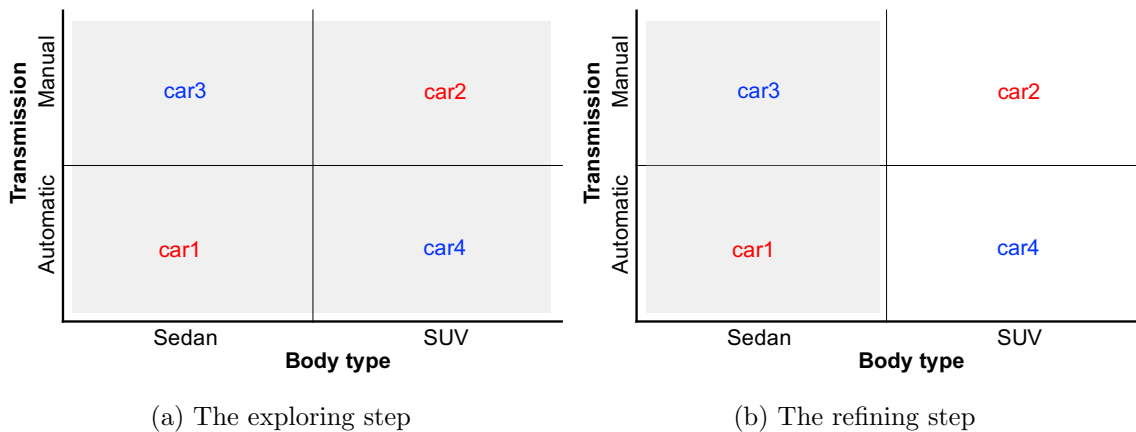 Transmission
Manual
Automatic
car3
car2
car1
car4
Sedan
SUV
Body type
(a) The exploring step
Transmission
Manual
Automatic
car3
car2
car1
car4
Sedan
SUV
Body type
(b) The refining step